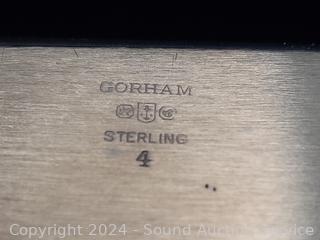 GORHAM
STERLING
4
Copyright 2024 - Sound Auction Service